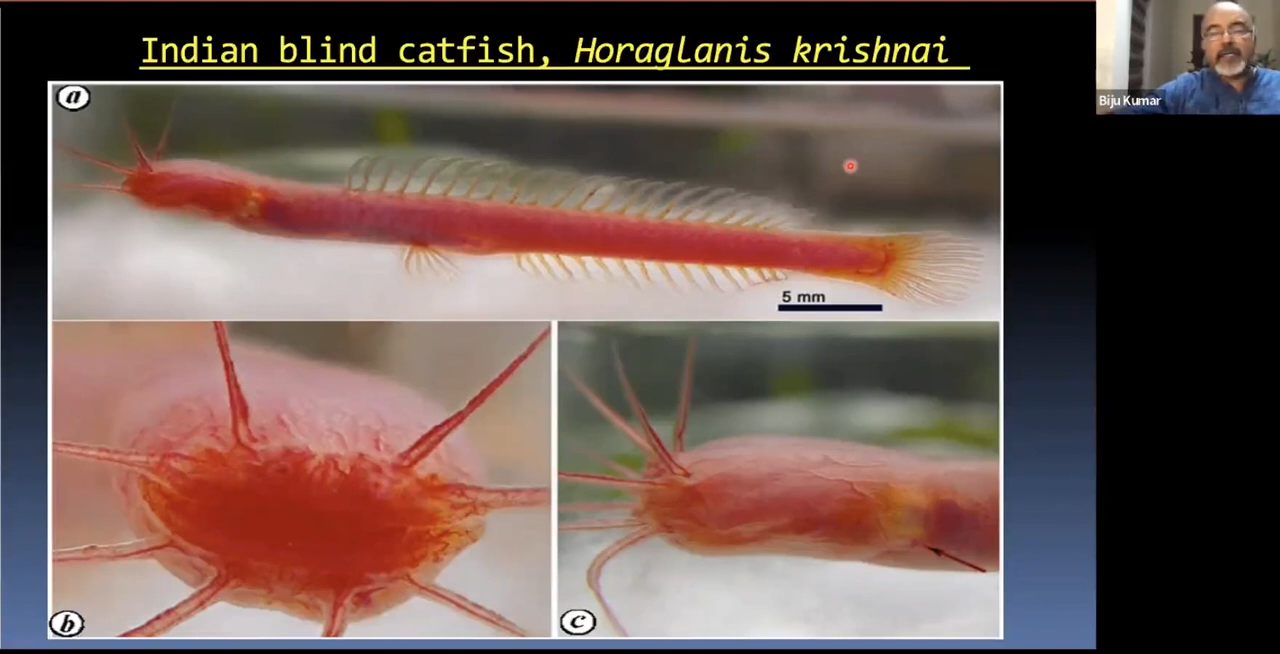 Indian blind catfish, Horaglanis krishnai
Biju Kumar
a
5 mm
b
c